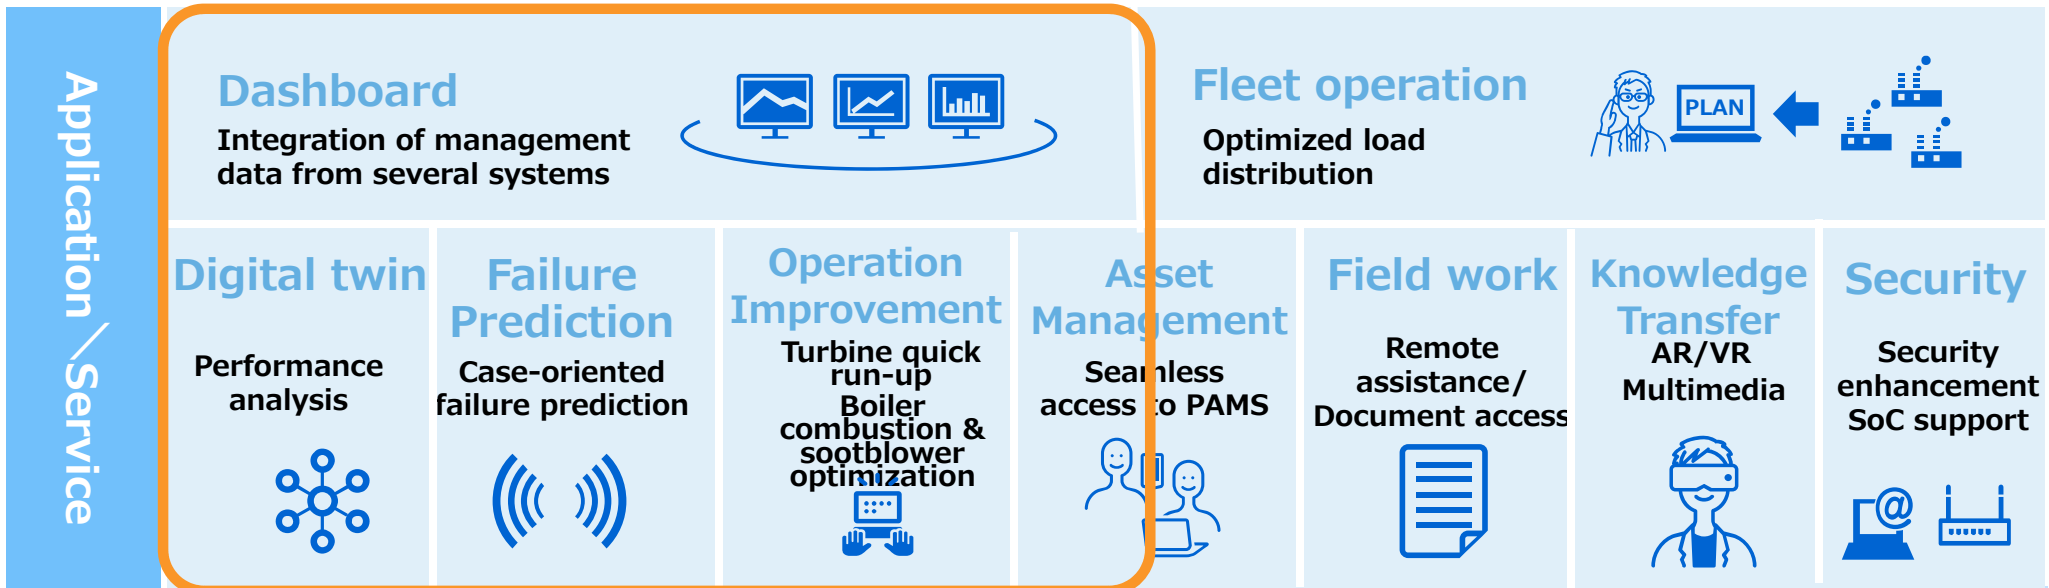 Application/Service
Dashboard
Integration of management
data from several systems
Fleet operation
Optimized load
distribution
PLAN
Digital twin
Performance
analysis
Failure
Prediction
Case-oriented
failure prediction
Operation
Improvement
Turbine quick
run-up
Boiler
combustion &
sootblower
optimization
Asset
Management
Seamless
access to PAMS
Field work
Remote
assistance/
Document access
Knowledge
Transfer
AR/VR
Multimedia
Security
Security
enhancement
SoC support
@